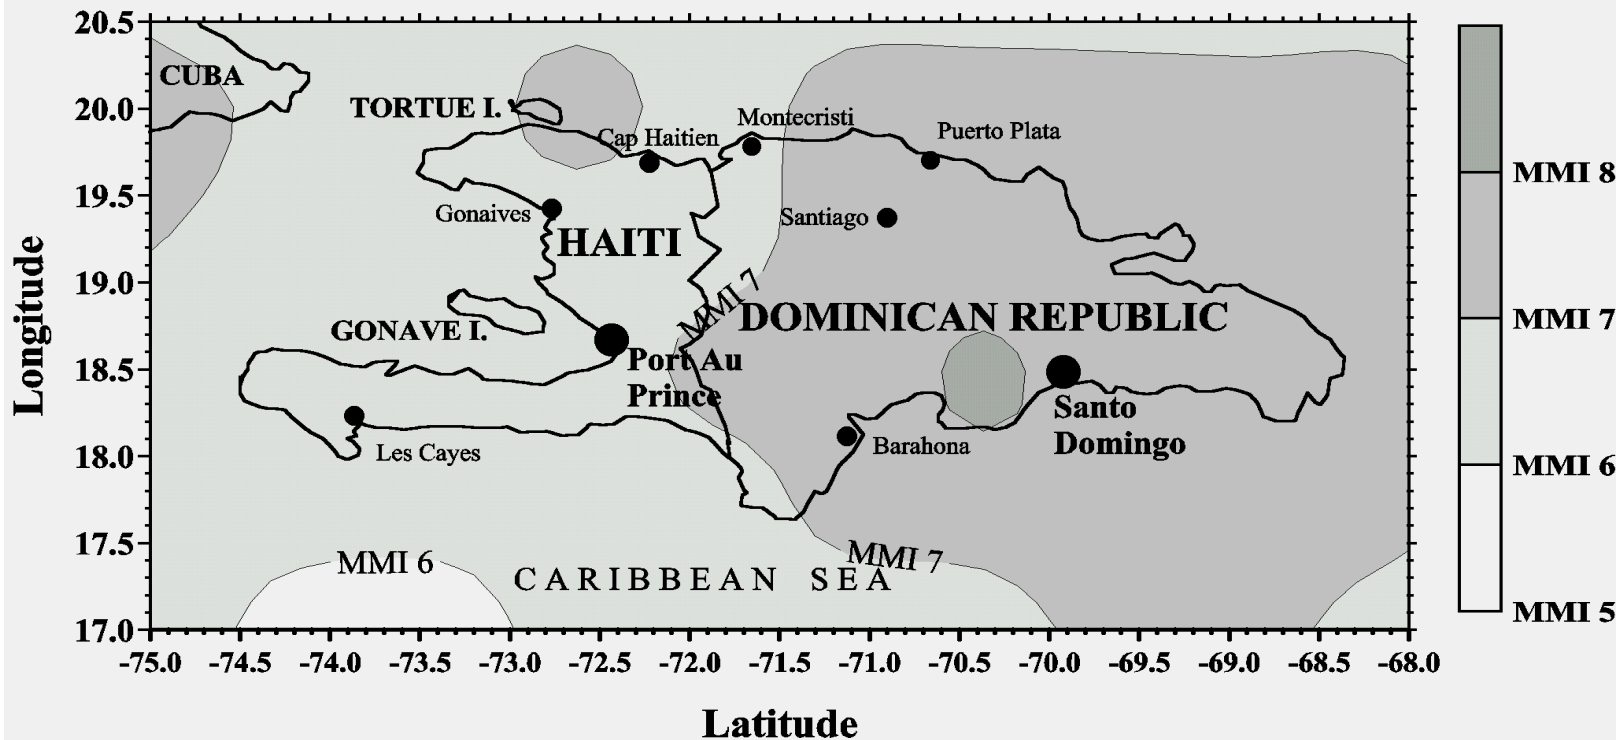 20.5
20.0
19.5
19.0
18.5
18.0
17.5
17.0
Longitude
CUBA
TORTUE I.
Cap Haitien
Montecristi
Puerto Plata
Gonaives
HAITI
Santiago
MMI 7
GONAVE I.
DOMINICAN REPUBLIC
Port Au
Prince
Santo
Domingo
Les Cayes
Barahona
MMI 6
MMI 7
CARIBBEAN SEA
-75.0 -74.5 -74.0 -73.5 -73.0 -72.5 -72.0 -71.5 -71.0 -70.5 -70.0 -69.5 -69.0 -68.5 -68.0
Latitude
MMI 8
MMI 7
MMI 6
MMI 5